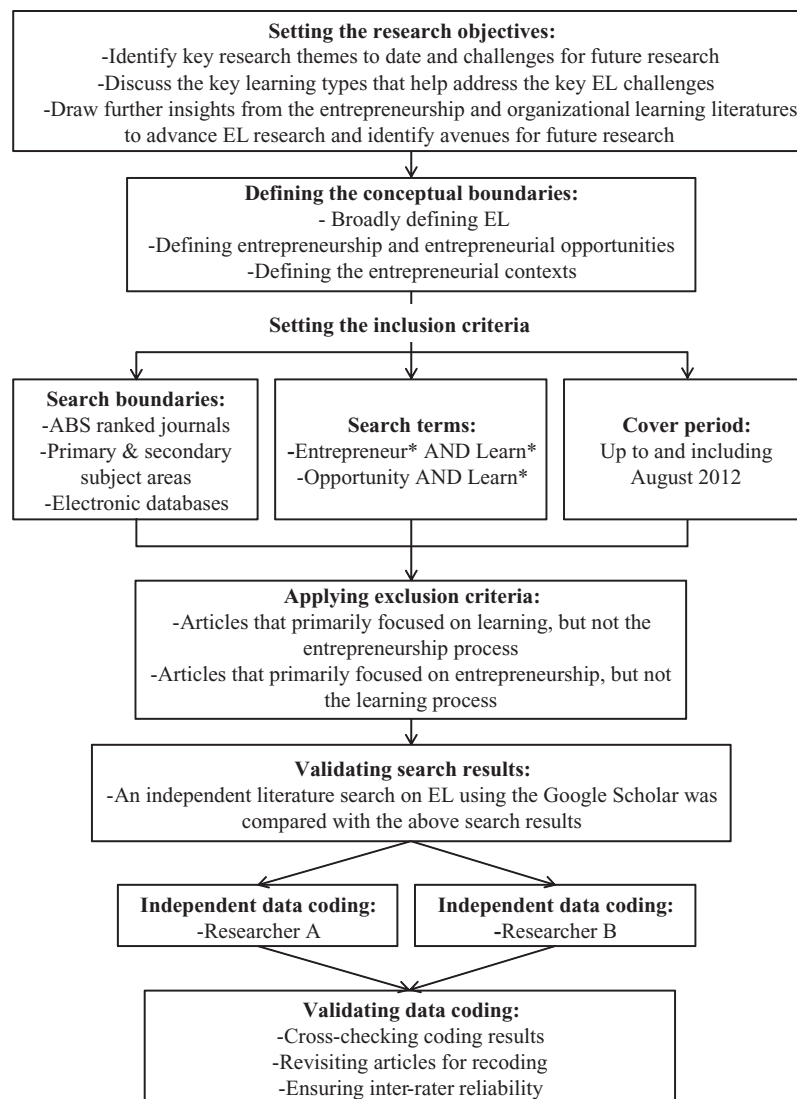 Setting the research objectives:
-Identify key research themes to date and challenges for future research
-Discuss the key learning types that help address the key EL challenges
-Draw further insights from the entrepreneurship and organizational learning literatures
to advance EL research and identify avenues for future research
Defining the conceptual boundaries:
- Broadly defining EL
-Defining entrepreneurship and entrepreneurial opportunities
-Defining the entrepreneurial contexts
Setting the inclusion criteria
Search boundaries:
-ABS ranked journals
-Primary & secondary
subject areas
-Electronic databases
Search terms:
-Entrepreneur* AND Learn*
-Opportunity AND Learn*
Cover period:
Up to and including
August 2012
Applying exclusion criteria:
-Articles that primarily focused on learning, but not the
entrepreneurship process
-Articles that primarily focused on entrepreneurship, but not
the learning process
Validating search results:
-An independent literature search on EL using the Google Scholar was
compared with the above search results
Independent data coding:
-Researcher A
Independent data coding:
-Researcher B
Validating data coding:
-Cross-checking coding results
-Revisiting articles for recoding
-Ensuring inter-rater reliability